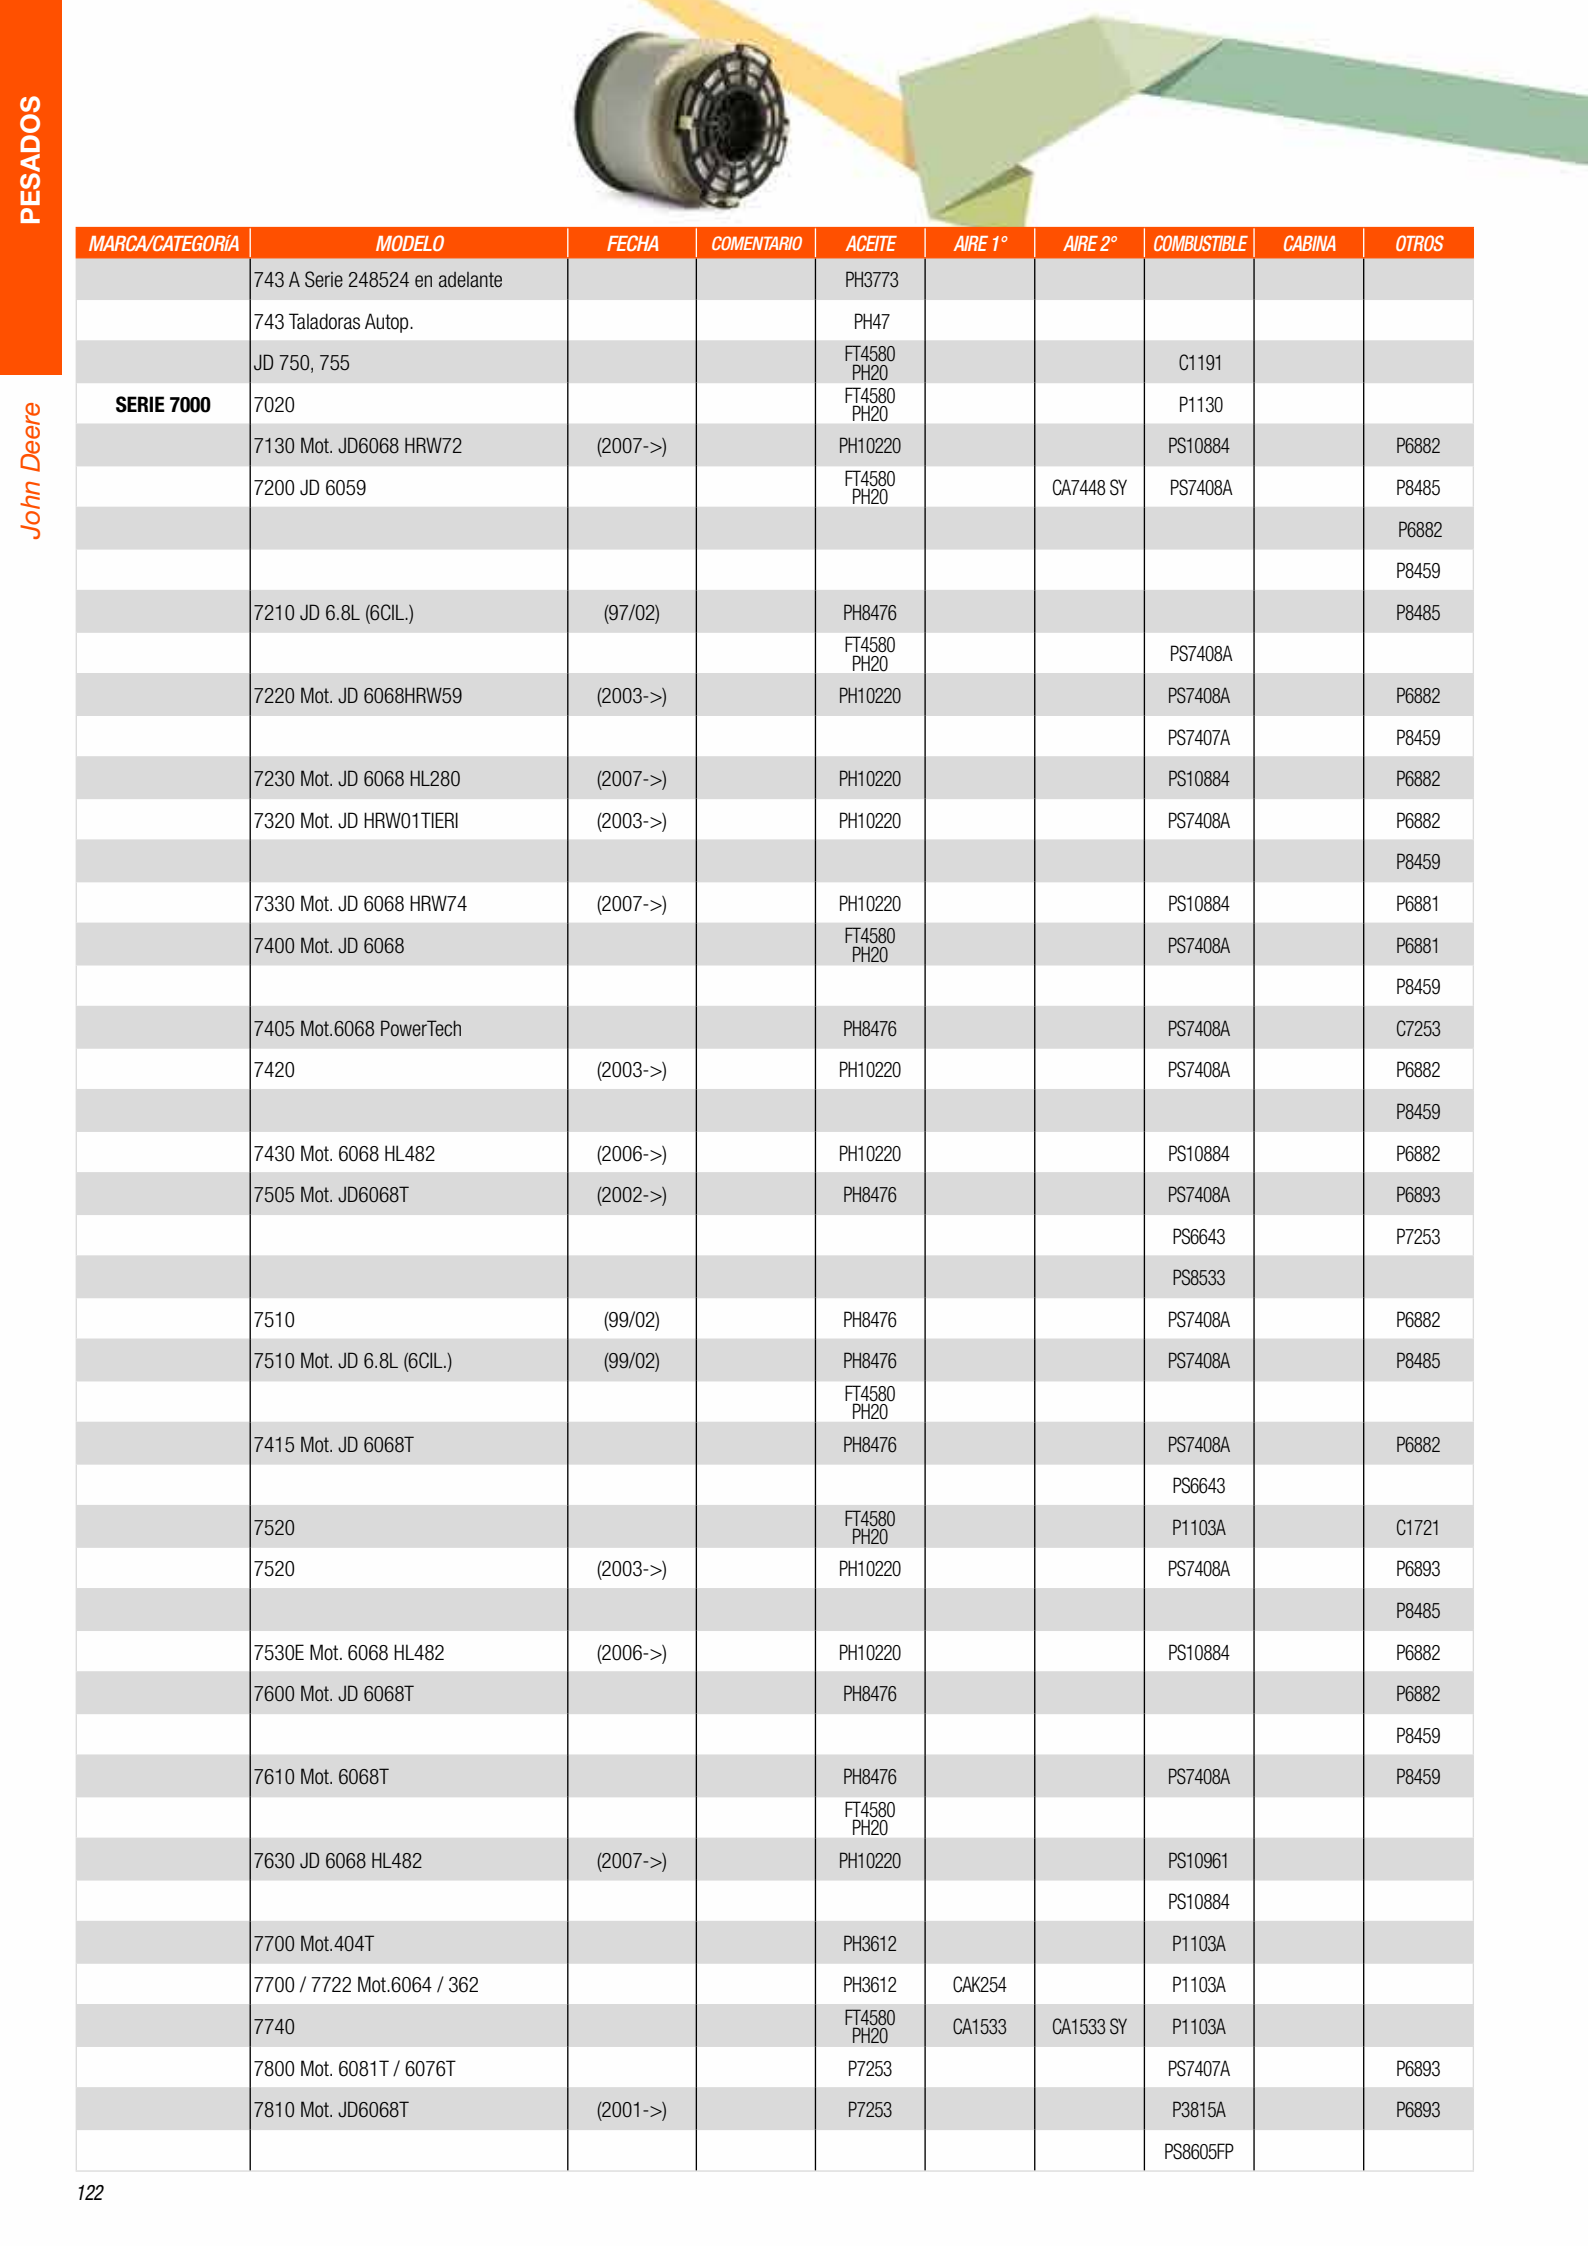 PESADOS
John Deere
MARCA/CATEGORíA MODELO FECHA COMENTARIO ACEITE AIRE 1° AIRE 2° COMBUSTIBLE CABINA OTROS
743 A Serie 248524 en adelante PH3773
743 Taladoras Autop. PH47
JD 750, 755 FT4580 PH20 C1191
SERIE 7000 7020 FT4580 PH20 P1130
7130 Mot. JD6068 HRW72 (2007->) PH10220 PS10884 P6882
7200 JD 6059 FT4580 PH20 CA7448 SY PS7408A P8485
P6882
P8459
7210 JD 6.8L (6CIL.) (97/02) PH8476 P8485
FT4580 PH20 PS7408A
7220 Mot. JD 6068HRW59 (2003->) PH10220 PS7408A P6882
PS7407A P8459
7230 Mot. JD 6068 HL280 (2007->) PH10220 PS10884 P6882
7320 Mot. JD HRW01TIERI (2003->) PH10220 PS7408A P6882
P8459
7330 Mot. JD 6068 HRW74 (2007->) PH10220 PS10884 P6881
7400 Mot. JD 6068 FT4580 PH20 PS7408A P6881
P8459
7405 Mot.6068 PowerTech PH8476 PS7408A C7253
7420 (2003->) PH10220 PS7408A P6882
P8459
7430 Mot. 6068 HL482 (2006->) PH10220 PS10884 P6882
7505 Mot. JD6068T (2002->) PH8476 PS7408A P6893
PS6643 P7253
PS8533
7510 (99/02) PH8476 PS7408A P6882
7510 Mot. JD 6.8L (6CIL.) (99/02) PH8476 PS7408A P8485
FT4580 PH20
7415 Mot. JD 6068T PH8476 PS7408A P6882
PS6643
7520 FT4580 PH20 P1103A C1721
7520 (2003->) PH10220 PS7408A P6893
P8485
7530E Mot. 6068 HL482 (2006->) PH10220 PS10884 P6882
7600 Mot. JD 6068T PH8476 P6882
P8459
7610 Mot. 6068T PH8476 PS7408A P8459
FT4580 PH20
7630 JD 6068 HL482 (2007->) PH10220 PS10961
PS10884
7700 Mot.404T PH3612 P1103A
7700 / 7722 Mot.6064 / 362 PH3612 CAK254 P1103A
7740 FT4580 PH20 CA1533 CA1533 SY P1103A
7800 Mot. 6081T / 6076T P7253 PS7407A P6893
7810 Mot. JD6068T (2001->) P7253 P3815A P6893
PS8605FP
122